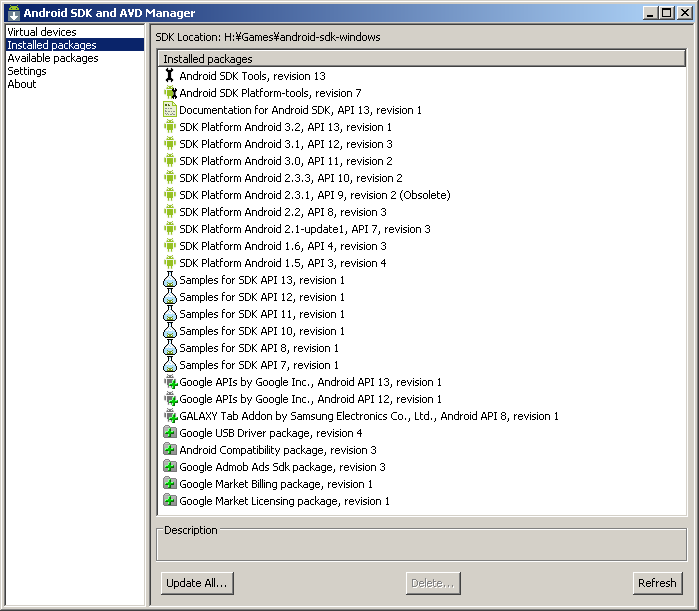 Android SDK and AVD Manager
Virtual devices
Installed packages
Available packages
Settings
About
SDK Location: H:¥Games¥android-sdk-windows
Installed packages
Android SDK Tools, revision 13
Android SDK Platform-tools, revision 7
Documentation for Android SDK, API 13, revision 1
SDK Platform Android 3.2, API 13, revision 1
SDK Platform Android 3.1, API 12, revision 3
SDK Platform Android 3.0, API 11, revision 2
SDK Platform Android 2.3.3, API 10, revision 2
SDK Platform Android 2.3.1, API 9, revision 2 (Obsolete)
SDK Platform Android 2.2, API 8, revision 3
SDK Platform Android 2.1-update1, API 7, revision 3
SDK Platform Android 1.6, API 4, revision 3
SDK Platform Android 1.5, API 3, revision 4
Samples for SDK API 13, revision 1
Samples for SDK API 12, revision 1
Samples for SDK API 11, revision 1
Samples for SDK API 10, revision 1
Samples for SDK API 8, revision 1
Samples for SDK API 7, revision 1
Google APIs by Google Inc., Android API 13, revision 1
Google APIs by Google Inc., Android API 12, revision 1
GALAXY Tab Addon by Samsung Electronics Co., Ltd., Android API 8, revision 1
Google USB Driver package, revision 4
Android Compatibility package, revision 3
Google Admob Ads Sdk package, revision 3
Google Market Billing package, revision 1
Google Market Licensing package, revision 1
Description
Update All...
Delete...
Refresh